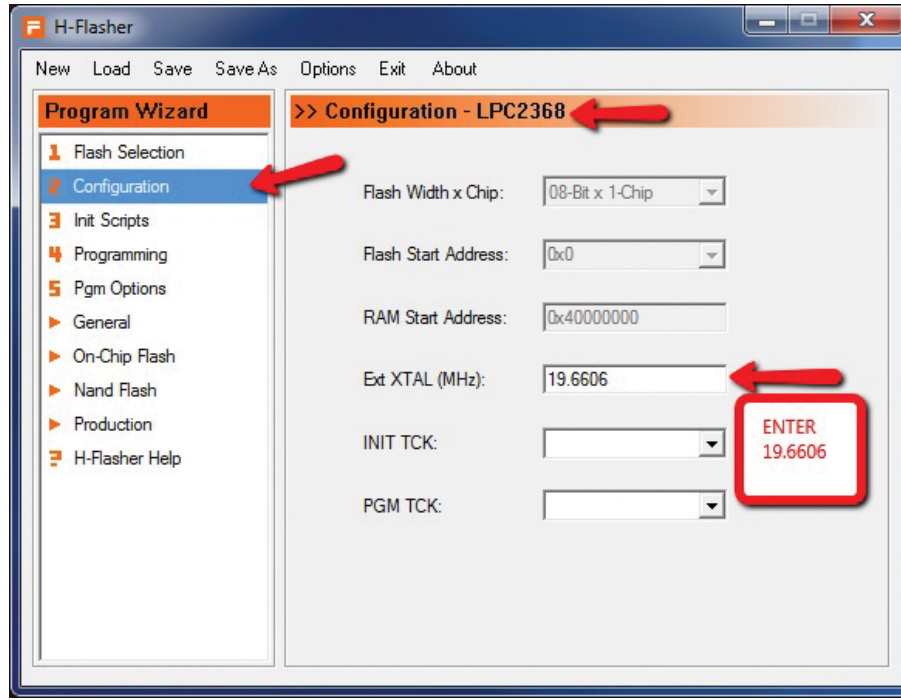 H-Flasher
New Load Save Save As Options Exit About
Program Wizard
>> Configuration - LPC2368
1 Flash Selection
2 Configuration
3 Init Scripts
4 Programming
5 Pgm Options
General
On-Chip Flash
Nand Flash
Production
? H-Flasher Help
Flash Width x Chip: 08-Bit x 1-Chip
Flash Start Address: 0x0
RAM Start Address: 0x40000000
Ext XTAL (MHz): 19.6606
INIT TCK:
PGM TCK:
ENTER
19.6606